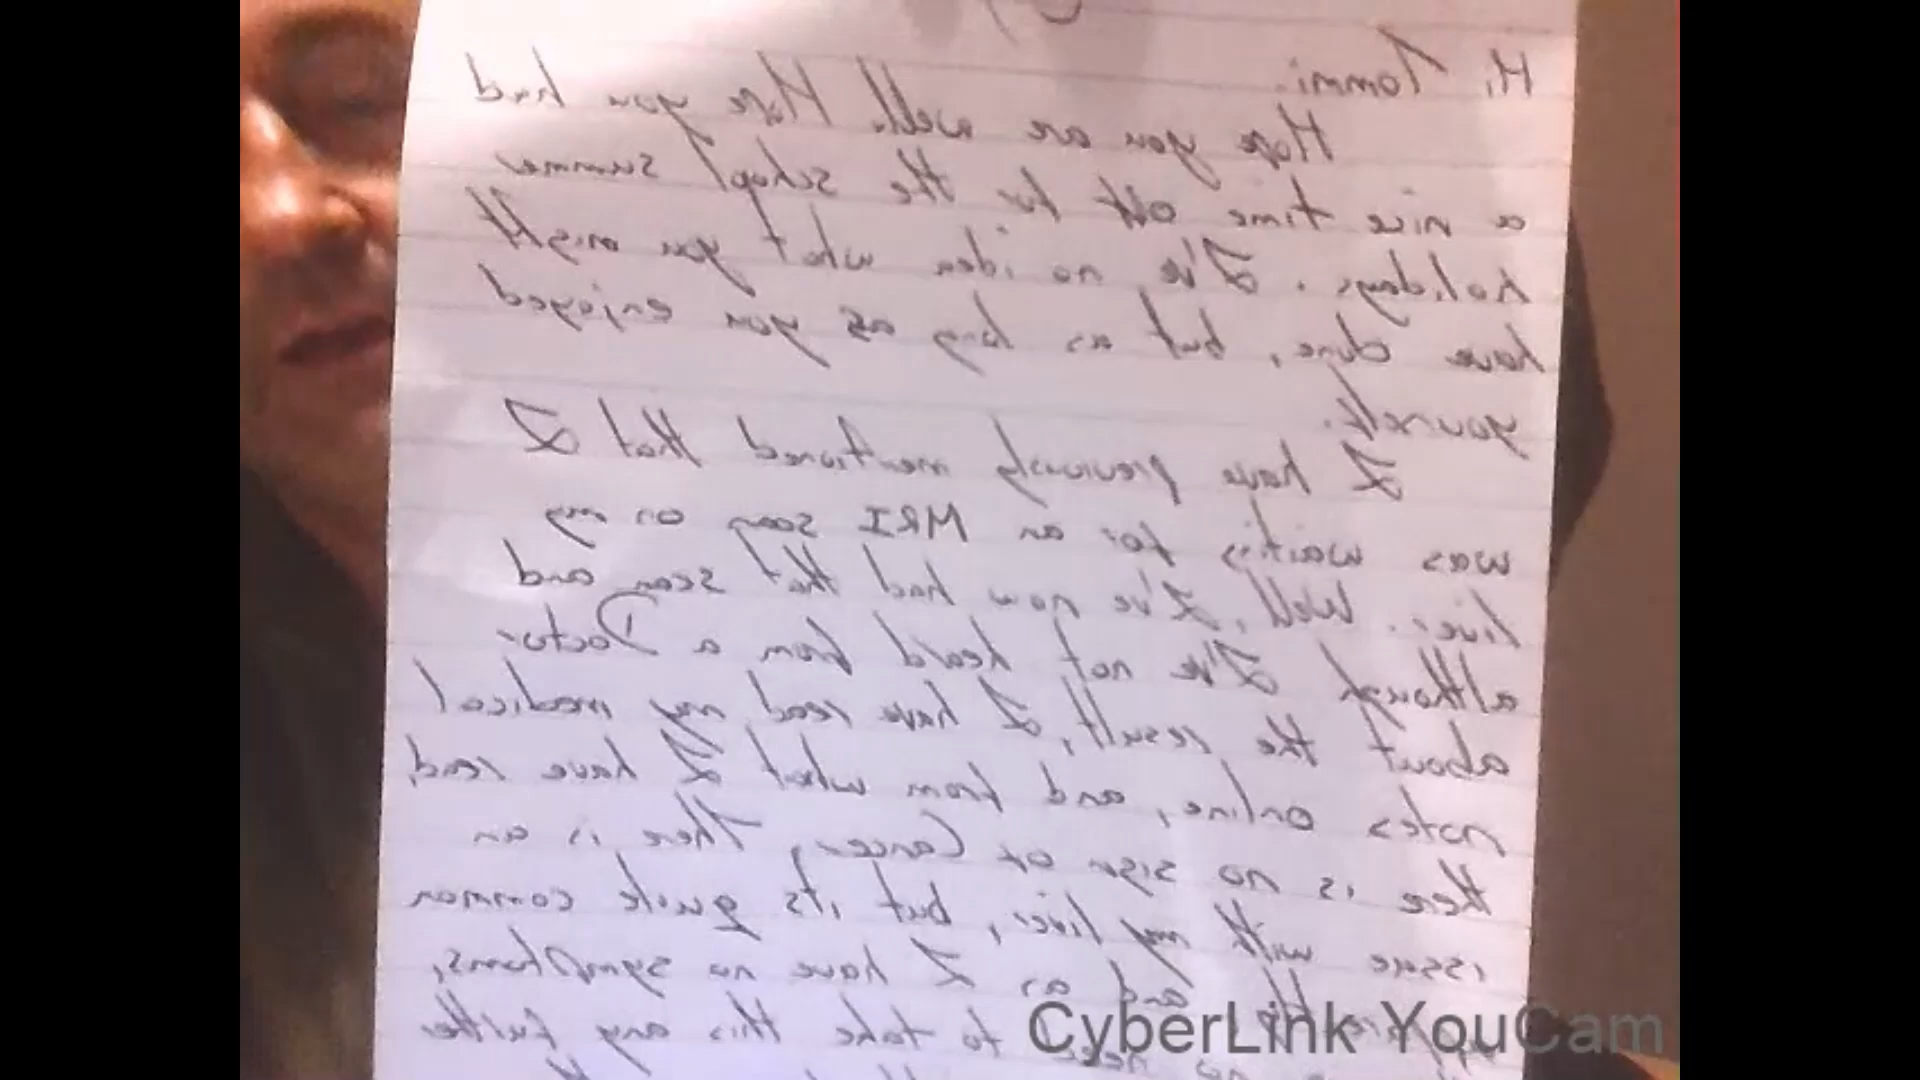 Hi Tommi.
Hope you are well. Hope you had
a nice time off for the school summer
holidays. I've no idea what you might
have done, but as long as you enjoyed
yourself.
I have previously mentioned that I
was waiting for an MRI scan on my
liver. Well, I've now had that scan and
although I've not heard from a Doctor
about the result, I have read my medical
notes online, and from what I have read,
there is no sign of Cancer, There is an
issue with my liver, but its quite common
and as I have no symptoms,
no need to take this any further
CyberLink YouCam